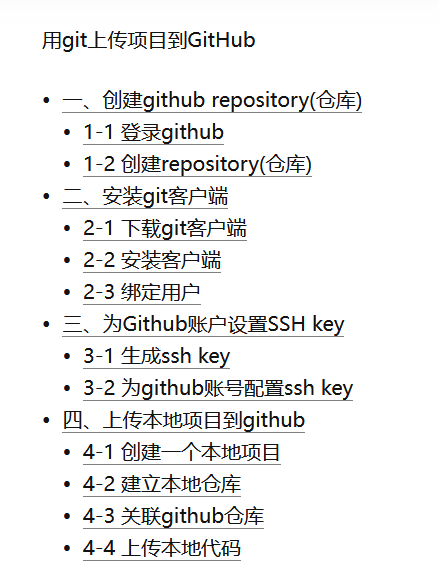 用git上传项目到GitHub
一、创建github repository(仓库)
1-1 登录github
1-2 创建repository(仓库)
二、安装git客户端
2-1 下载git客户端
2-2 安装客户端
2-3 绑定用户
三、为Github账户设置SSH key
3-1 生成ssh key
3-2 为github账号配置ssh key
四、上传本地项目到github
4-1 创建一个本地项目
4-2 建立本地仓库
4-3 关联github仓库
4-4 上传本地代码